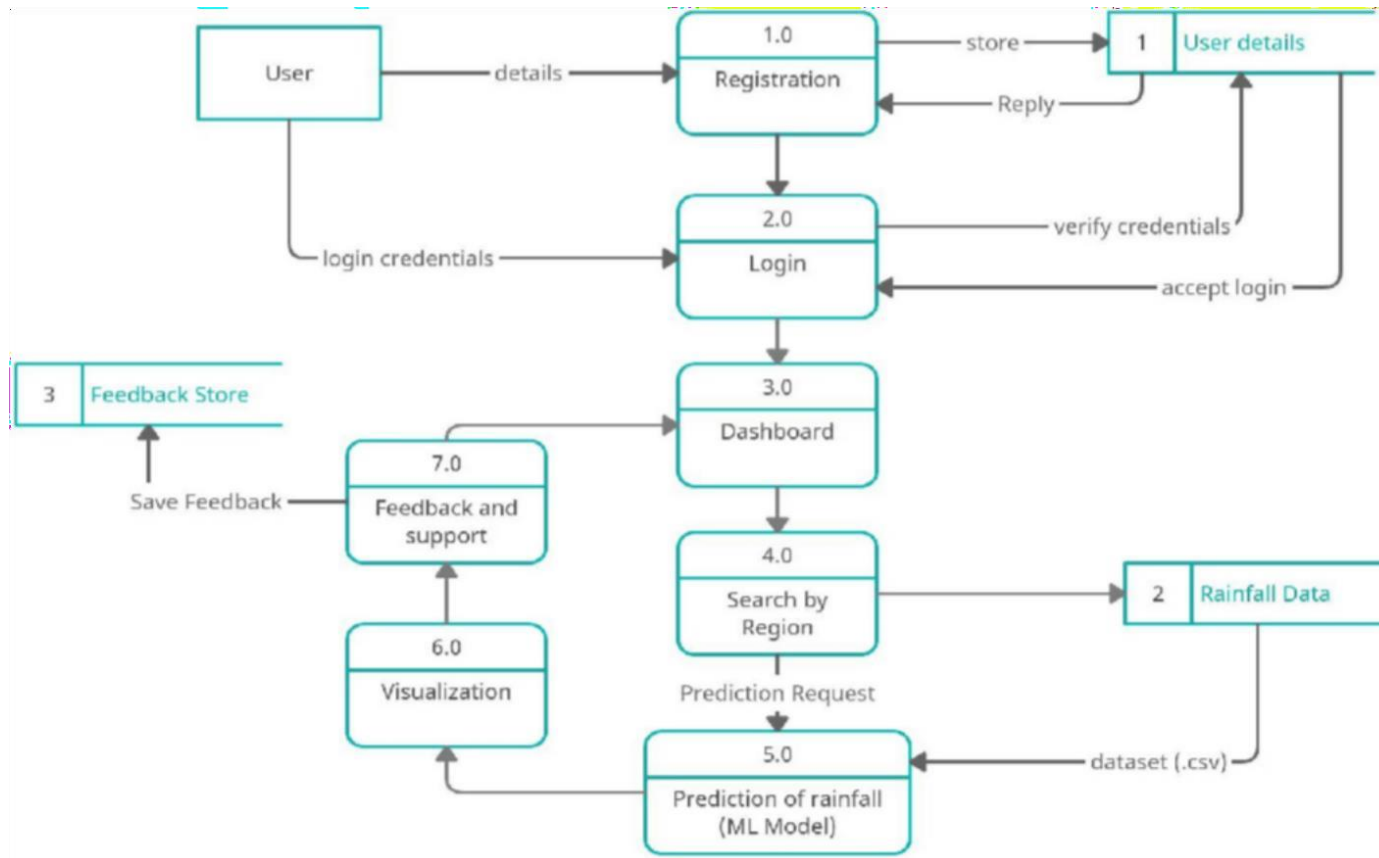 1.0
1
User details
store
User
details
Registration
Reply
2.0
verify credentials
login credentials
Login
accept login
3.0
3
Feedback Store
Dashboard
7.0
Save Feedback
Feedback and
support
4.0
2
Rainfall Data
Search by
Region
6.0
Visualization
Prediction Request
5.0
dataset (.csv)
Prediction of rainfall
(ML Model)